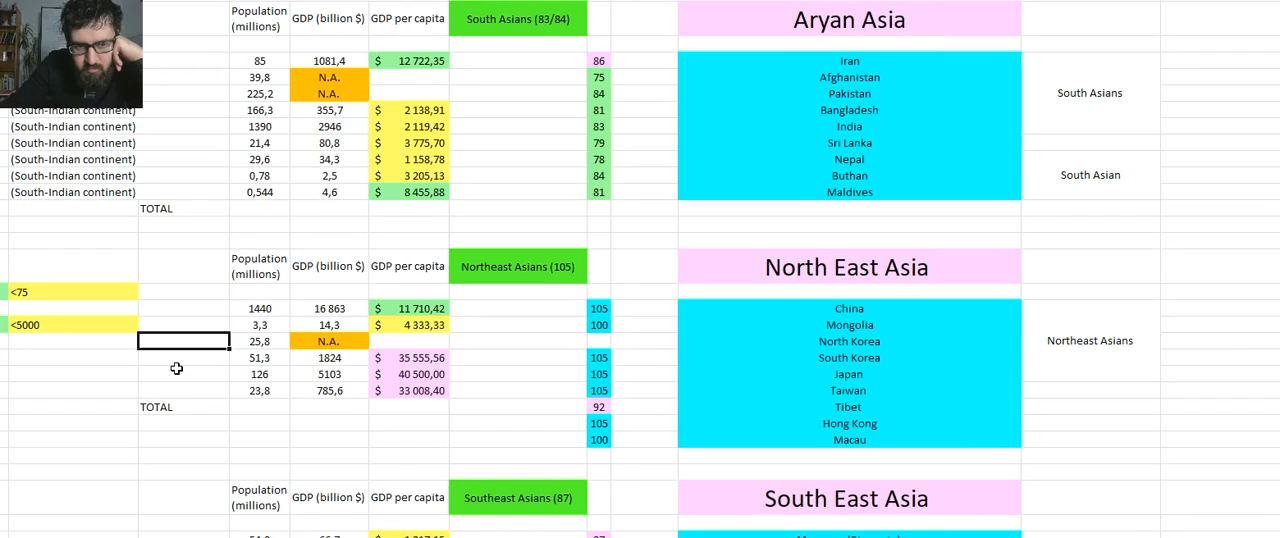 Population (millions) GDP (billion $) GDP per capita South Asians (83/84) Aryan Asia
85 1081,4 $ 12 722,35 86 Iran
39,8 N.A. 75 Afghanistan
225,2 N.A. 84 Pakistan South Asians
(South-Indian continent) 166,3 355,7 $ 2 138,91 81 Bangladesh
(South-Indian continent) 1390 2946 $ 2 119,42 83 India
(South-Indian continent) 21,4 80,8 $ 3 775,70 79 Sri Lanka
(South-Indian continent) 29,6 34,3 $ 1 158,78 78 Nepal
(South-Indian continent) 0,78 2,5 $ 3 205,13 84 Buthan South Asian
(South-Indian continent) 0,544 4,6 $ 8 455,88 81 Maldives
TOTAL
Population (millions) GDP (billion $) GDP per capita Northeast Asians (105) North East Asia
<75
1440 16 863 $ 11 710,42 105 China
<5000 3,3 14,3 $ 4 333,33 100 Mongolia
25,8 N.A. North Korea Northeast Asians
51,3 1824 $ 35 555,56 105 South Korea
126 5103 $ 40 500,00 105 Japan
23,8 785,6 $ 33 008,40 105 Taiwan
TOTAL 92 Tibet
105 Hong Kong
100 Macau
Population (millions) GDP (billion $) GDP per capita Southeast Asians (87) South East Asia